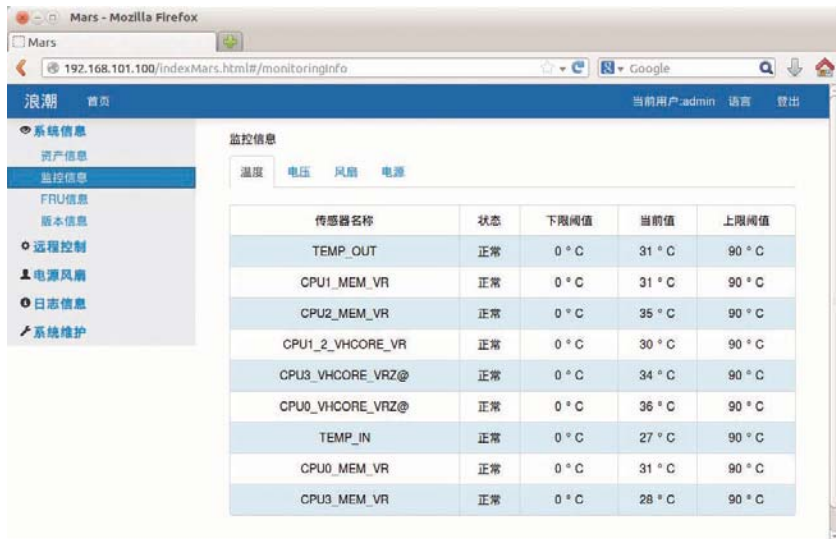 Mars - Mozilla Firefox
Mars
192.168.101.100/indexMars.html#/monitoringInfo
Google
浪潮 首页 当前用户:admin 语言 登出
系统信息
资产信息
监控信息
FRU信息
版本信息
远程控制
电源风扇
日志信息
系统维护
监控信息
温度 电压 风扇 电源
传感器名称 状态 下限阈值 当前值 上限阈值
TEMP_OUT 正常 0 ° C 31 ° C 90 ° C
CPU1_MEM_VR 正常 0 ° C 31 ° C 90 ° C
CPU2_MEM_VR 正常 0 ° C 35 ° C 90 ° C
CPU1_2_VHCORE_VR 正常 0 ° C 30 ° C 90 ° C
CPU3_VHCORE_VRZ@ 正常 0 ° C 34 ° C 90 ° C
CPU0_VHCORE_VRZ@ 正常 0 ° C 36 ° C 90 ° C
TEMP_IN 正常 0 ° C 27 ° C 90 ° C
CPU0_MEM_VR 正常 0 ° C 31 ° C 90 ° C
CPU3_MEM_VR 正常 0 ° C 28 ° C 90 ° C